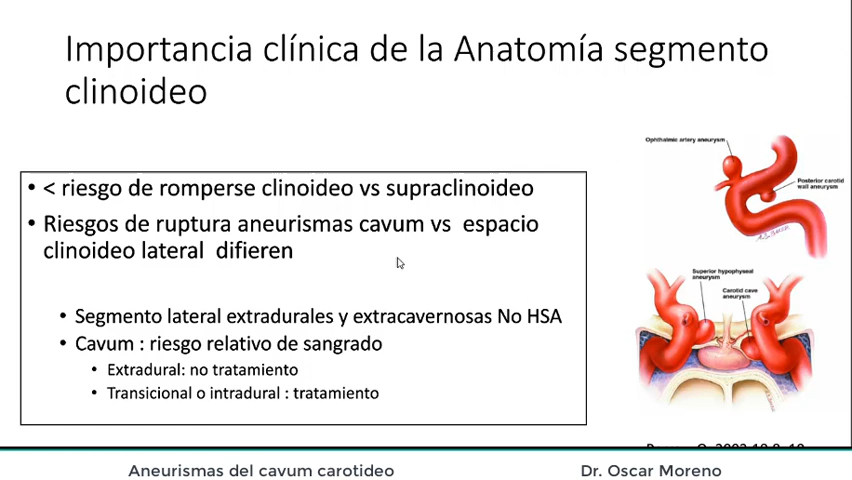 Importancia clínica de la Anatomía segmento
clinoideo
• < riesgo de romperse clinoideo vs supraclinoideo
• Riesgos de ruptura aneurismas cavum vs espacio
clinoideo lateral difieren
• Segmento lateral extradurales y extracavernosas No HSA
• Cavum : riesgo relativo de sangrado
• Extradural: no tratamiento
• Transicional o intradural : tratamiento
Ophthalmic artery aneurysm
Posterior carotid
wall aneurysm
Superior hypophyseal
aneurysm
Carotid cave
aneurysm
Aneurismas del cavum carotideo
Dr. Oscar Moreno